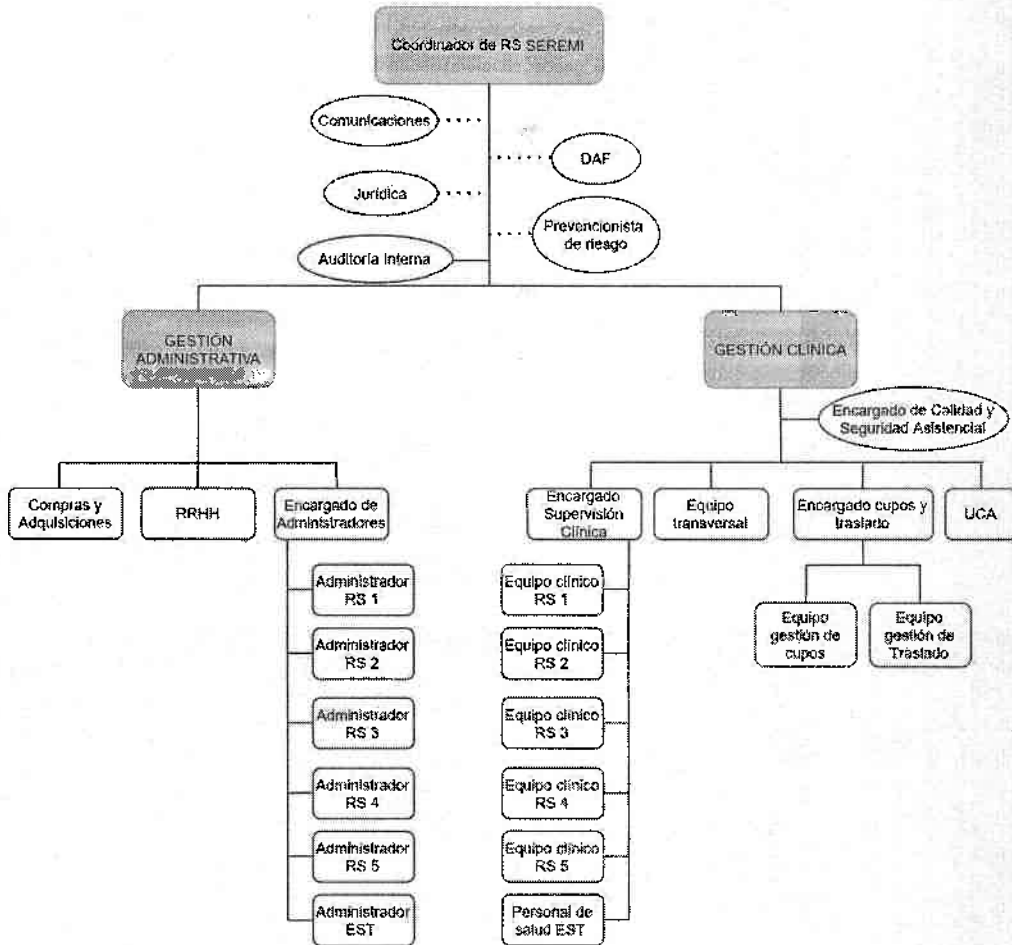 Coordinador de RS SEREMI
Comunicaciones
DAF
Jurídica
Prevencionista
de riesgo
Auditoría Interna
GESTIÓN
ADMINISTRATIVA
GESTIÓN CLÍNICA
Encargado de Calidad y
Seguridad Asistencial
Compras y
Adquisiciones
RRHH
Encargado de
Administradores
Encargado
Supervisión
Clínica
Equipo
transversal
Encargado cupos y
traslado
UCA
Administrador
RS 1
Administrador
RS 2
Administrador
RS 3
Administrador
RS 4
Administrador
RS 5
Administrador
EST
Equipo clínico
RS 1
Equipo clínico
RS 2
Equipo clínico
RS 3
Equipo clínico
RS 4
Equipo clínico
RS 5
Personal de
salud EST
Equipo
gestión de
cupos
Equipo
gestión de
Traslado